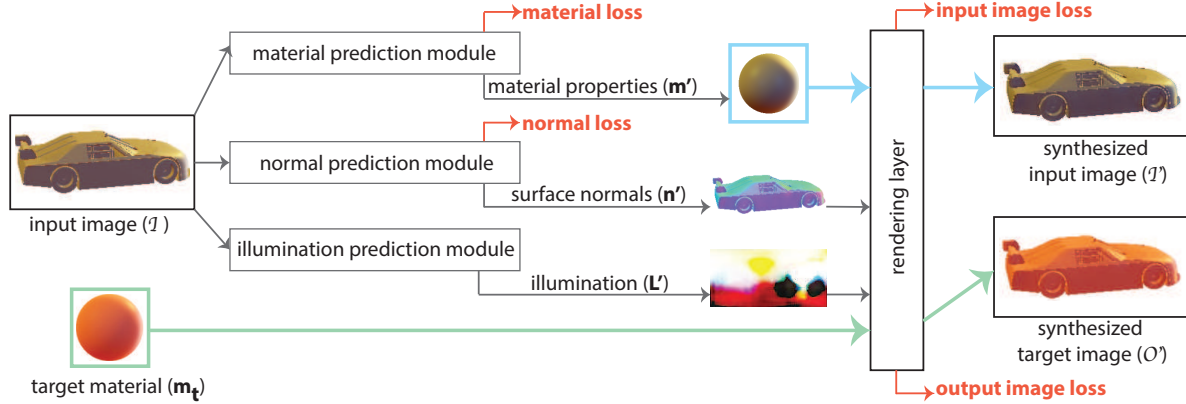 material loss
input image loss
material prediction module
material properties (m')
normal loss
normal prediction module
surface normals (n')
input image (I)
illumination prediction module
illumination (L')
rendering layer
synthesized
input image (I')
synthesized
target image (O')
target material (mt)
output image loss